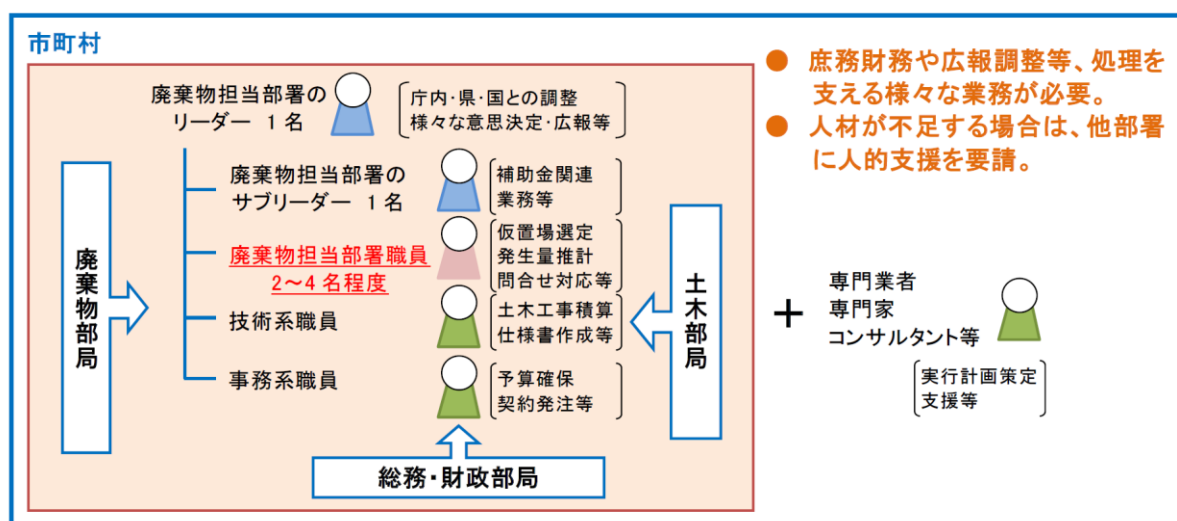 市町村
廃棄物担当部署の
リーダー 1名
庁内・県・国との調整
様々な意思決定・広報等
廃棄物担当部署の
サブリーダー 1名
補助金関連
業務等
廃棄物担当部署職員
2～4名程度
仮置場選定
発生量推計
問合せ対応等
技術系職員
土木工事積算
仕様書作成等
事務系職員
予算確保
契約発注等
廃棄物部局
土木部局
総務・財政部局
● 庶務財務や広報調整等、処理を
支える様々な業務が必要。
● 人材が不足する場合は、他部署
に人的支援を要請。
+
専門業者
専門家
コンサルタント等
実行計画策定
支援等